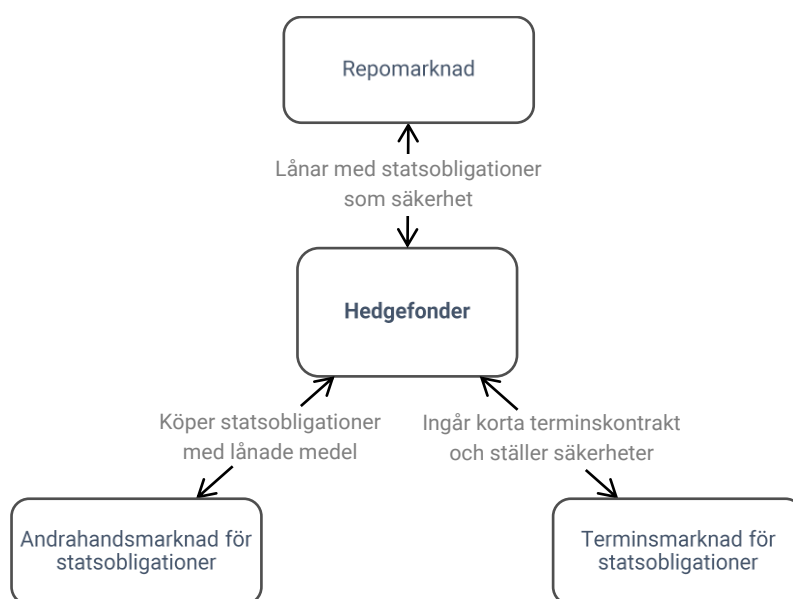 Repomarknad
Lånar med statsobligationer
som säkerhet
Hedgefonder
Köper statsobligationer
med lånade medel
Ingår korta terminskontrakt
och ställer säkerheter
Andrahandsmarknad för
statsobligationer
Terminsmarknad för
statsobligationer